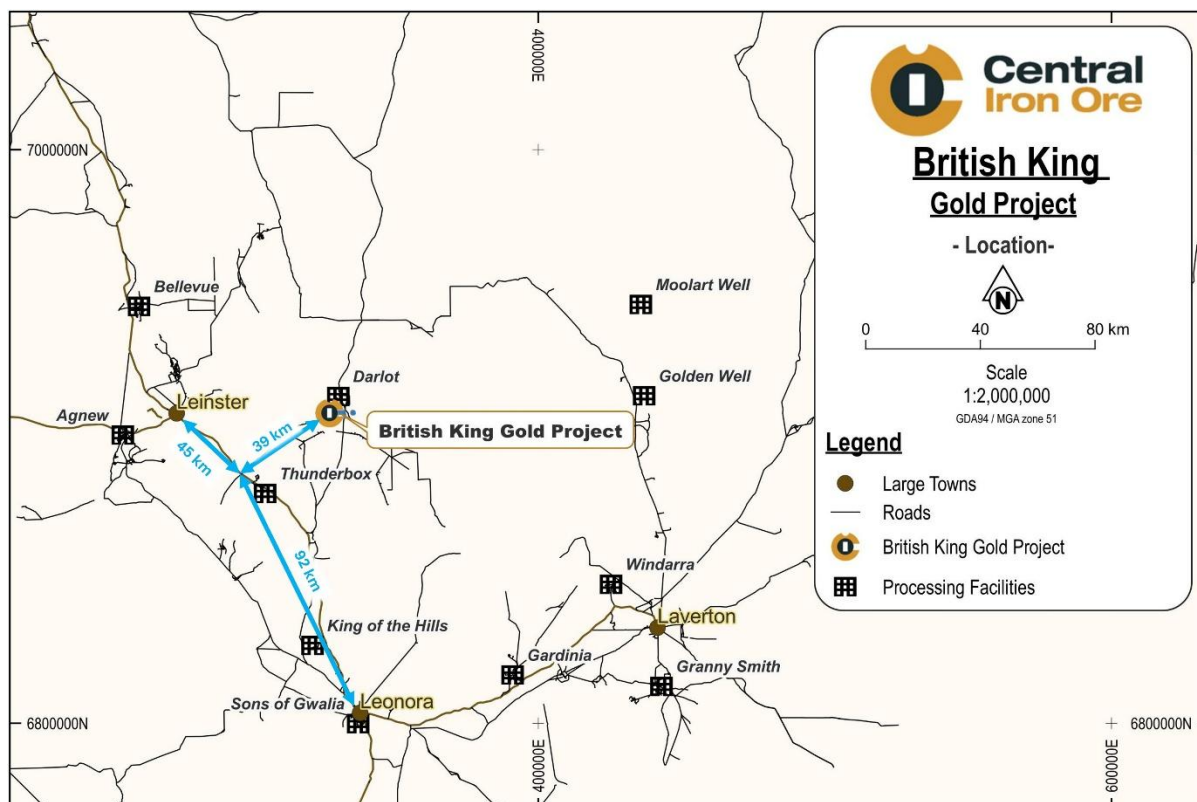 400000E
7000000N
Bellevue
Moolart Well
Darlot
Golden Well
Leinster
Agnew
British King Gold Project
39 km
45 km
Thunderbox
92 km
Windarra
Laverton
King of the Hills
Gardinia
Granny Smith
Sons of Gwalia
Leonora
6800000N
6800000N
400000E
600000E
Central
Iron Ore
British King
Gold Project
- Location-
N
0 40 80 km
Scale
1:2,000,000
GDA94 / MGA zone 51
Legend
Large Towns
Roads
British King Gold Project
Processing Facilities